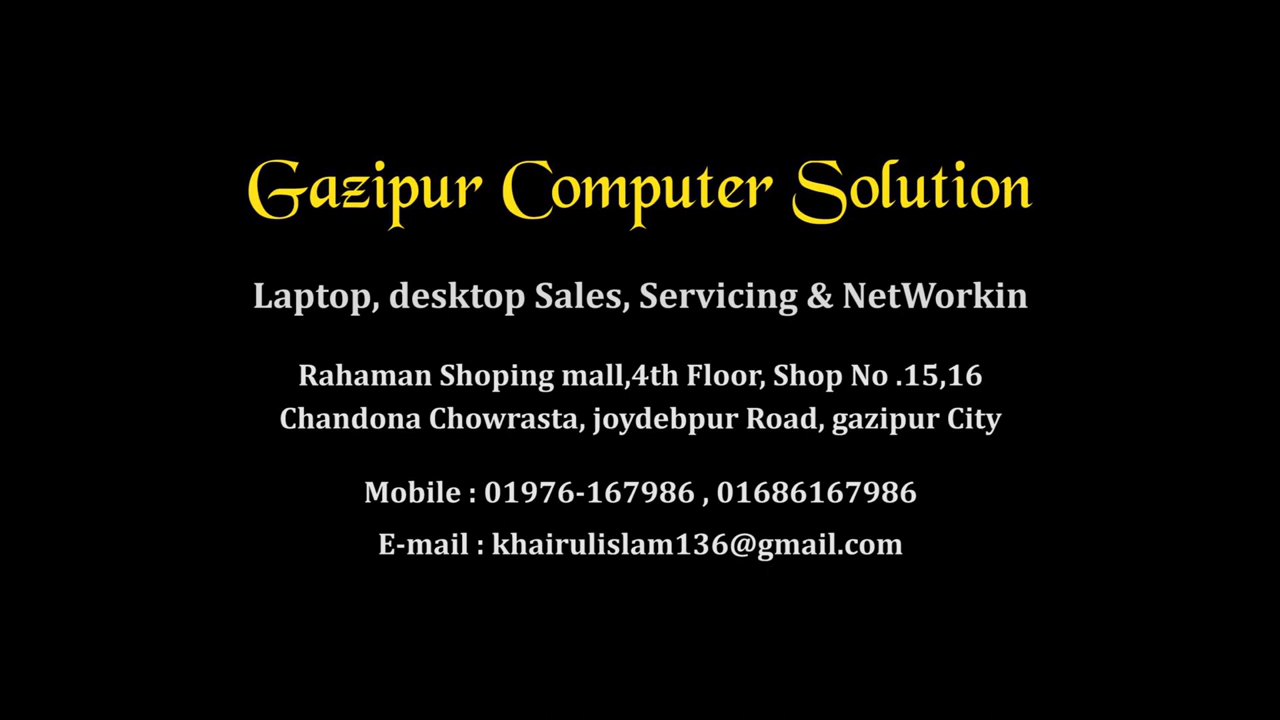 Gazipur Computer Solution
Laptop, desktop Sales, Servicing & NetWorkin
Rahaman Shoping mall,4th Floor, Shop No .15,16
Chandona Chowrasta, joydebpur Road, gazipur City
Mobile : 01976-167986 , 01686167986
E-mail : khairulislam136@gmail.com